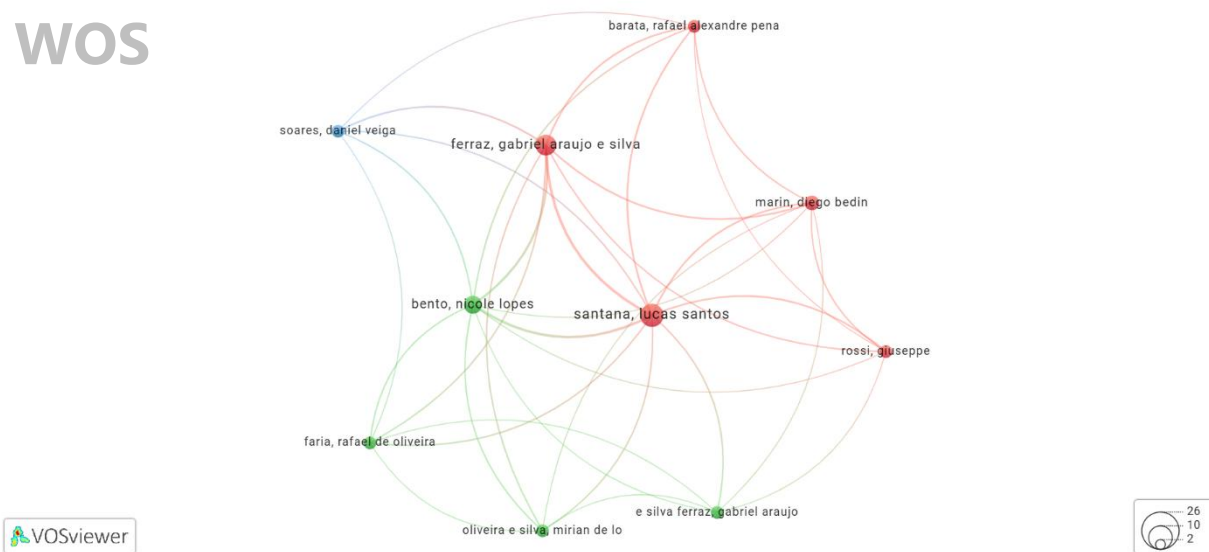 WOS
barata, rafael alexandre pena
soares, daniel veiga
ferraz, gabriel araujo e silva
marin, diego bedin
bento, nicole lopes
santana, lucas santos
rossi, giuseppe
faria, rafael de oliveira
e silva ferraz, gabriel araujo
oliveira e silva, mirian de lo
VOSviewer
26
10
2